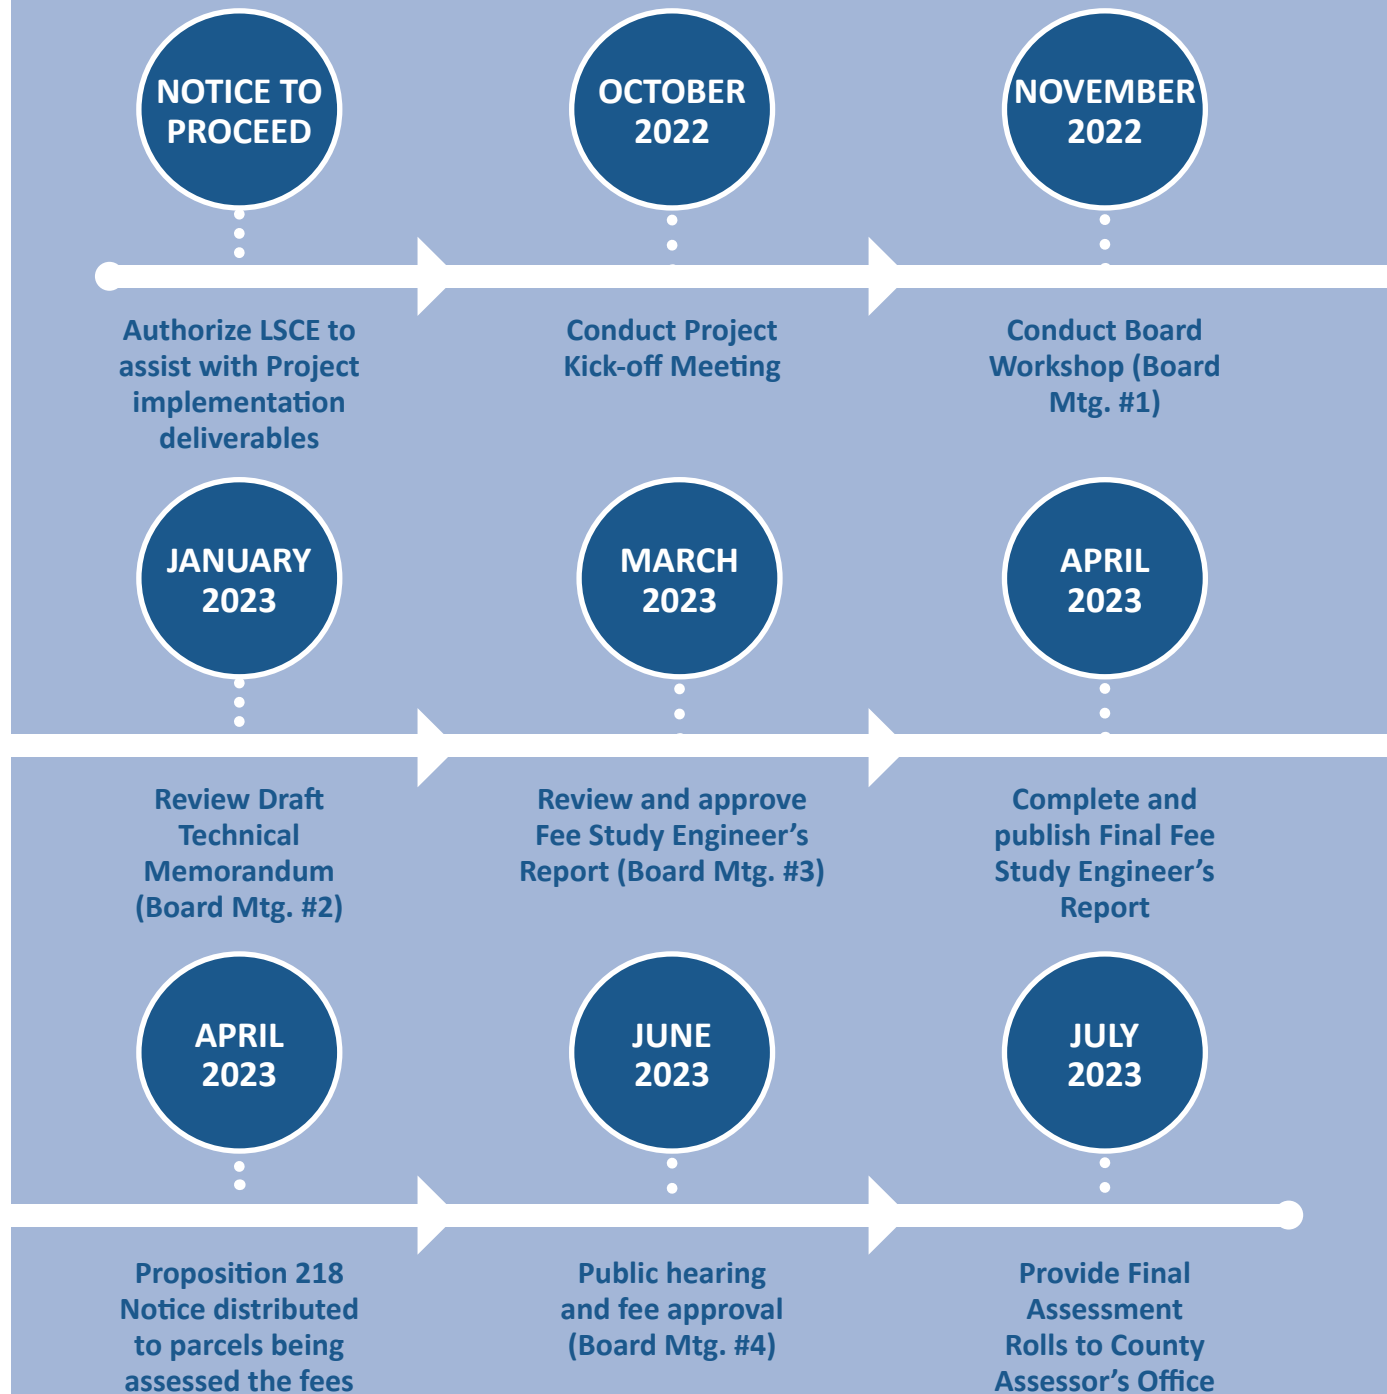 NOTICE TO
PROCEED
OCTOBER
2022
NOVEMBER
2022
Authorize LSCE to
assist with Project
implementation
deliverables
Conduct Project
Kick-off Meeting
Conduct Board
Workshop (Board
Mtg. #1)
JANUARY
2023
MARCH
2023
APRIL
2023
Review Draft
Technical
Memorandum
(Board Mtg. #2)
Review and approve
Fee Study Engineer’s
Report (Board Mtg. #3)
Complete and
publish Final Fee
Study Engineer’s
Report
APRIL
2023
JUNE
2023
JULY
2023
Proposition 218
Notice distributed
to parcels being
assessed the fees
Public hearing
and fee approval
(Board Mtg. #4)
Provide Final
Assessment
Rolls to County
Assessor’s Office